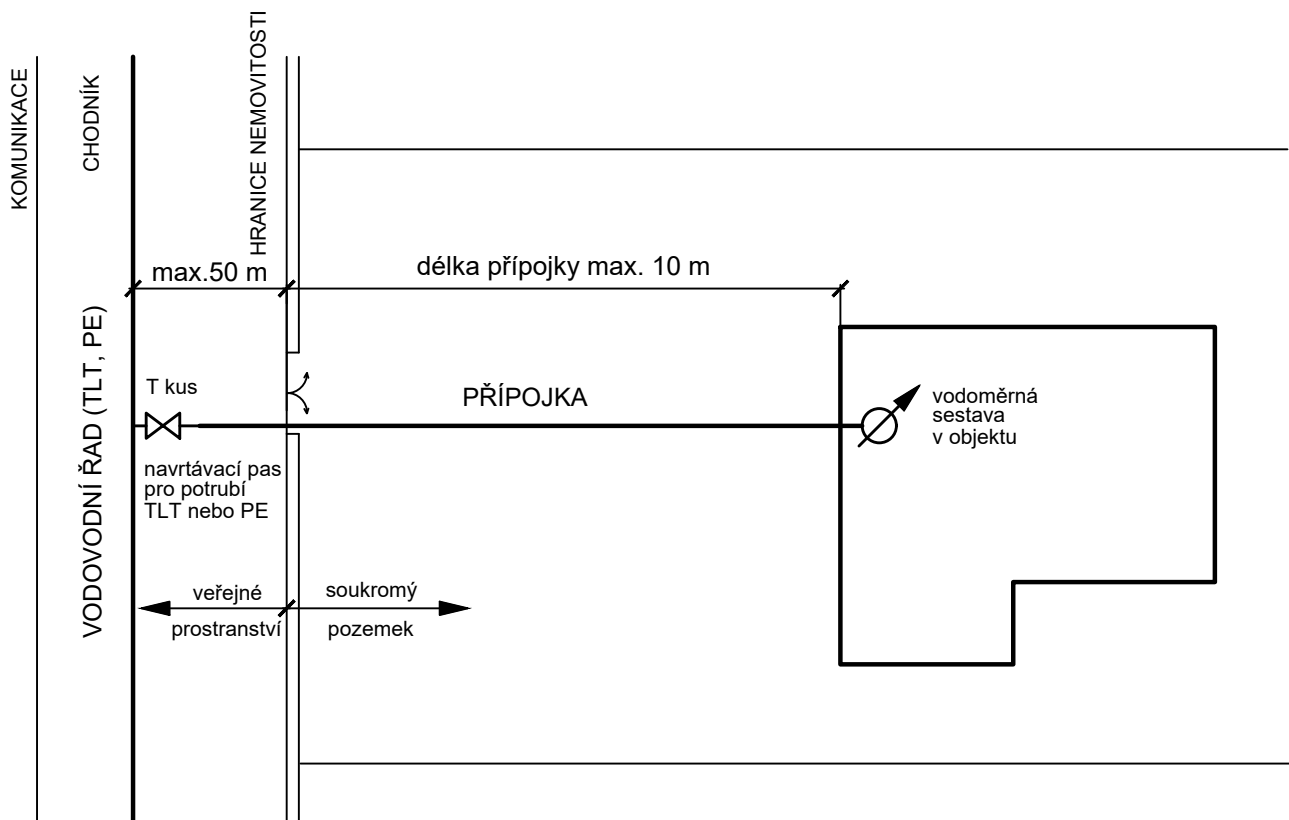 KOMUNIKACE
CHODNÍK
HRANICE NEMOVITOSTI
max.50 m
délka přípojky max. 10 m
VODOVODNÍ ŘAD (TLT, PE)
T kus
PŘÍPOJKA
vodoměrná
sestava
v objektu
navrtávací pas
pro potrubí
TLT nebo PE
veřejné
prostranství
soukromý
pozemek